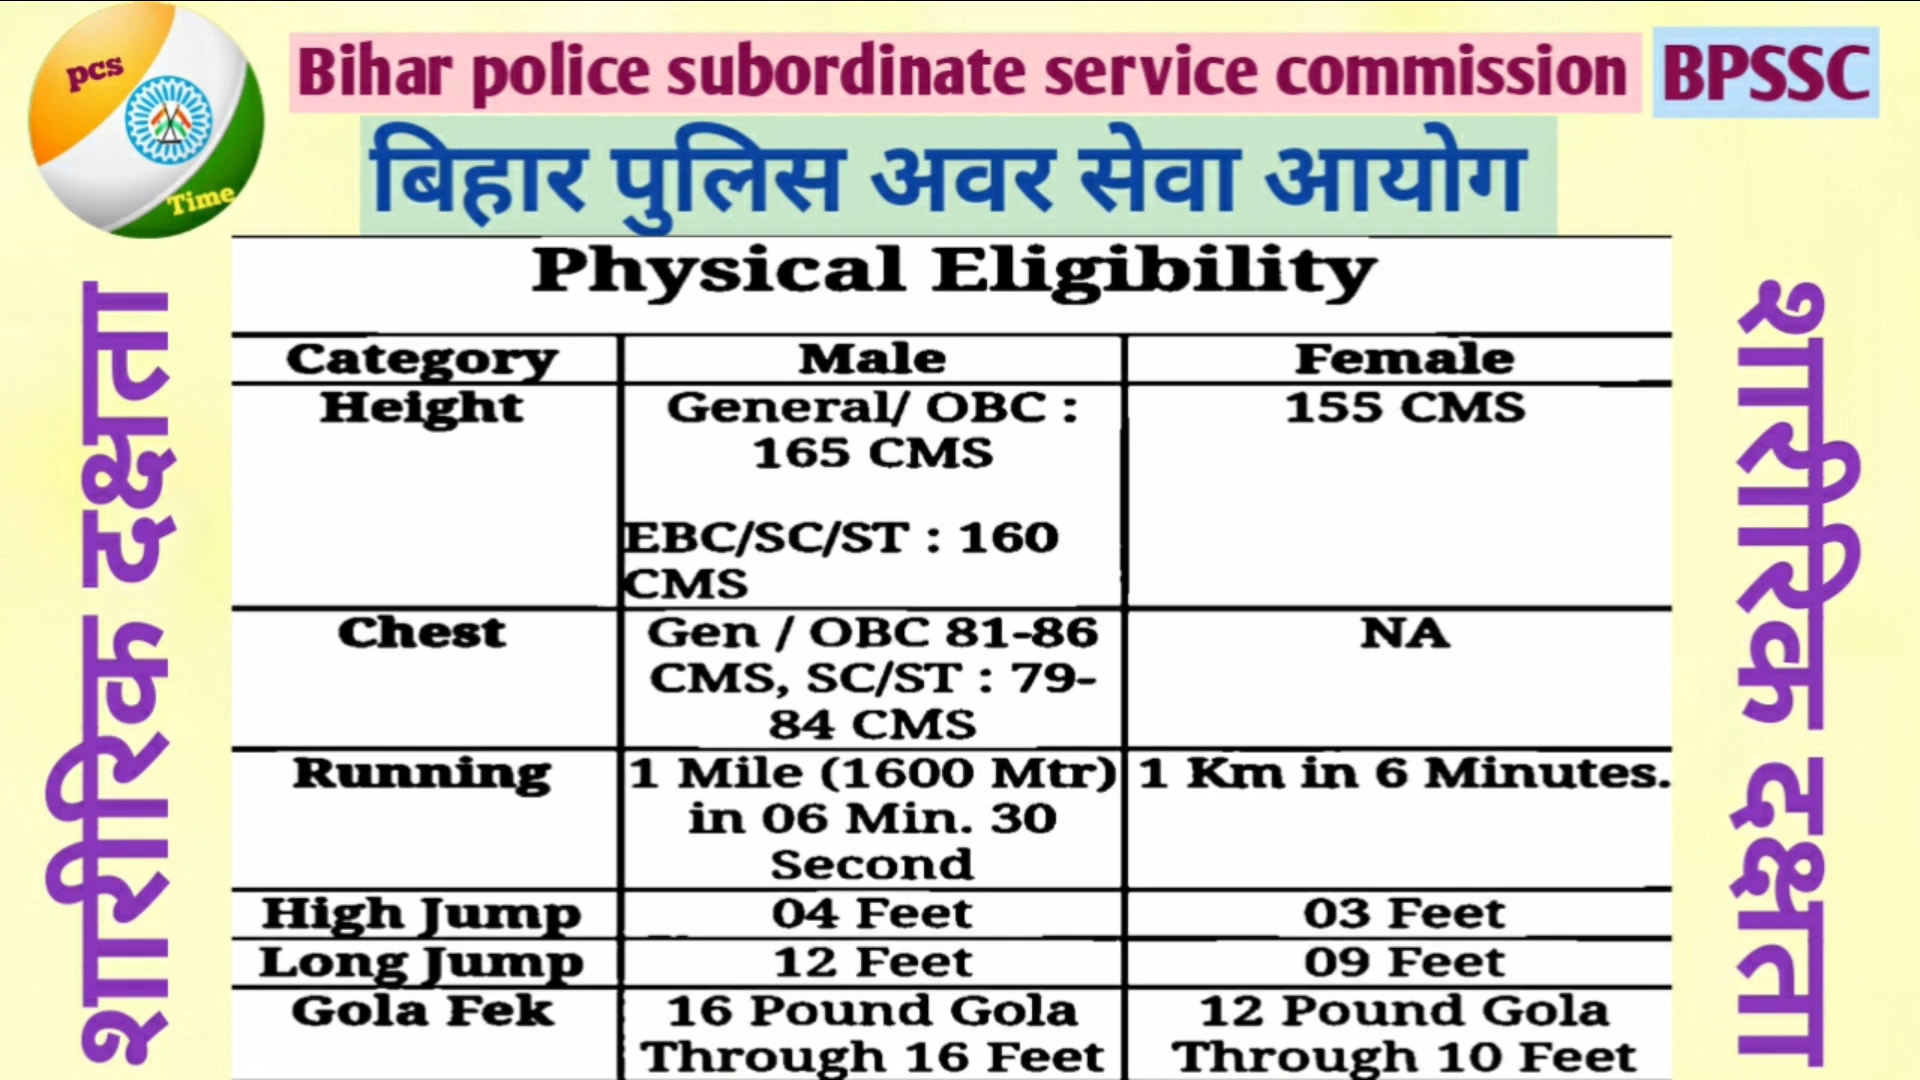 pcs
Time
Bihar police subordinate service commission BPSSC
बिहार पुलिस अवर सेवा आयोग
शारीरिक दक्षता
Physical Eligibility
Category Male Female
Height General/ OBC : 155 CMS
165 CMS
EBC/SC/ST : 160
CMS
Chest Gen / OBC 81-86 NA
CMS, SC/ST : 79-
84 CMS
Running 1 Mile (1600 Mtr) 1 Km in 6 Minutes.
in 06 Min. 30
Second
High Jump 04 Feet 03 Feet
Long Jump 12 Feet 09 Feet
Gola Fek 16 Pound Gola 12 Pound Gola
Through 16 Feet Through 10 Feet
शारीरिक दक्षता